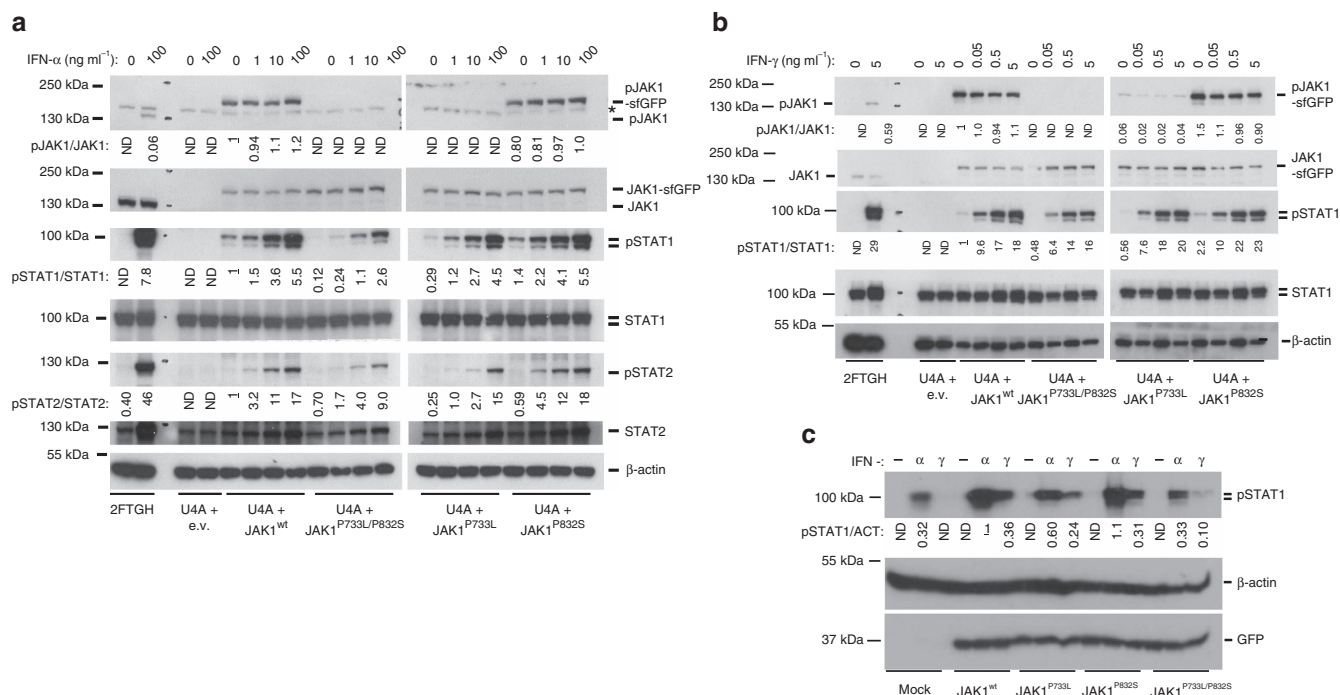 a
IFN-α (ng ml–1): 0 100 0 100 0 1 10 100 0 1 10 100 0 1 10 100 0 1 10 100
250 kDa
130 kDa
pJAK1
-sfGFP
*
pJAK1
pJAK1/JAK1: ND 0.06 ND ND 1 0.94 1.1 1.2 ND ND ND ND ND ND ND ND 0.80 0.81 0.97 1.0
250 kDa
130 kDa
JAK1-sfGFP
JAK1
100 kDa
pSTAT1
pSTAT1/STAT1: ND 7.8 ND ND 1 1.5 3.6 5.5 0.12 0.24 1.1 2.6 0.29 1.2 2.7 4.5 1.4 2.2 4.1 5.5
100 kDa
STAT1
130 kDa
pSTAT2
pSTAT2/STAT2: 0.40 46 ND ND 1 3.2 11 17 0.70 1.7 4.0 9.0 0.25 1.0 2.7 15 0.59 4.5 12 18
130 kDa
STAT2
55 kDa
β-actin
2FTGH
U4A + e.v.
U4A + JAK1wt
U4A + JAK1P733L/P832S
U4A + JAK1P733L
U4A + JAK1P832S
b
IFN-γ (ng ml–1): 0 5 0 5 0 0.05 0.5 5 0 0.05 0.5 5 0 0.05 0.5 5 0 0.05 0.5 5
250 kDa
pJAK1 130 kDa
pJAK1
-sfGFP
pJAK1/JAK1: ND 0.59 ND ND 1 1.0 0.94 1.1 ND ND ND ND 0.06 0.02 0.02 0.04 1.5 1.1 0.96 0.90
250 kDa
JAK1
130 kDa
JAK1
-sfGFP
100 kDa
pSTAT1
pSTAT1/STAT1: ND 29 ND ND 1 9.6 17 18 0.48 6.4 14 16 0.56 7.6 18 20 2.2 10 22 23
100 kDa
STAT1
55 kDa
β-actin
2FTGH
U4A + e.v.
U4A + JAK1wt
U4A + JAK1P733L/P832S
U4A + JAK1P733L
U4A + JAK1P832S
c
IFN -: – α γ – α γ – α γ – α γ – α γ
100 kDa
pSTAT1
pSTAT1/ACT: ND 0.32 ND ND 1 0.36 ND 0.60 0.24 ND 1.1 0.31 ND 0.33 0.10
55 kDa
β-actin
37 kDa
GFP
Mock JAK1wt JAK1P733L JAK1P832S JAK1P733L/P832S